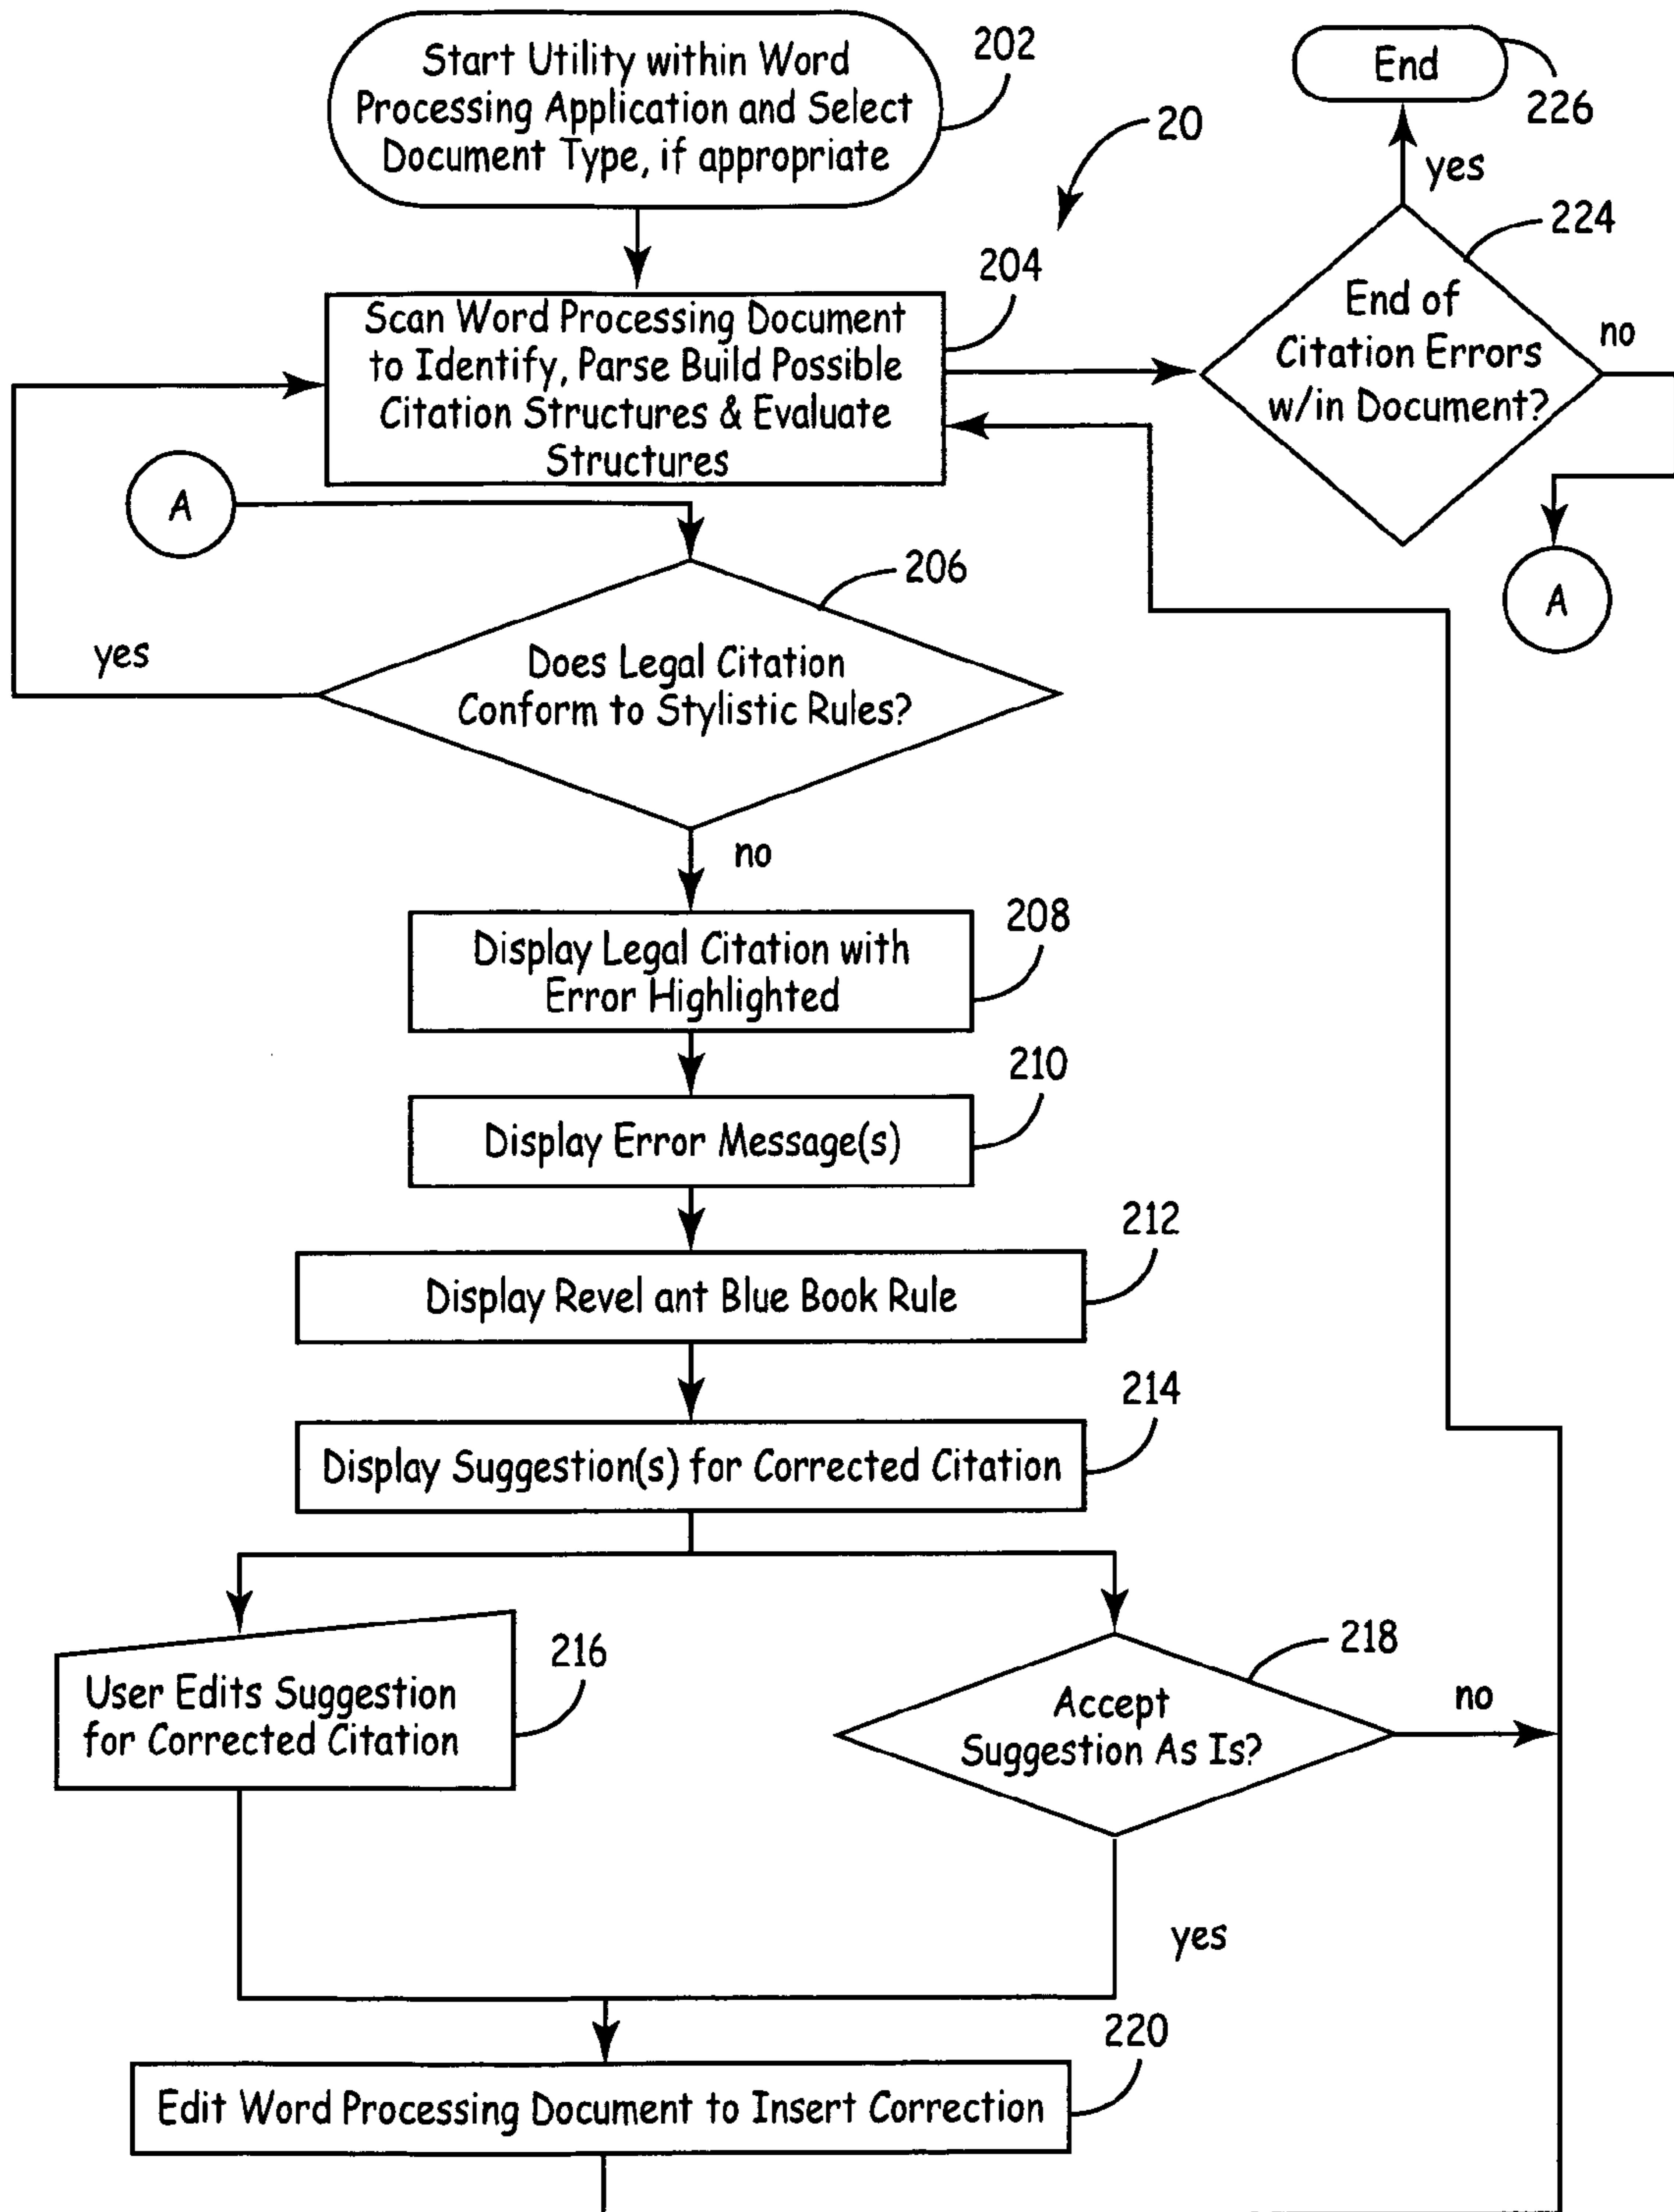 Start Utility within Word
Processing Application and Select
Document Type, if appropriate
202
End
226
20
yes
224
204
Scan Word Processing Document
to Identify, Parse Build Possible
Citation Structures & Evaluate
Structures
End of
Citation Errors
w/in Document?
no
A
A
206
yes
Does Legal Citation
Conform to Stylistic Rules?
no
208
Display Legal Citation with
Error Highlighted
210
Display Error Message(s)
212
Display Revel ant Blue Book Rule
214
Display Suggestion(s) for Corrected Citation
216
User Edits Suggestion
for Corrected Citation
218
Accept
Suggestion As Is?
no
yes
220
Edit Word Processing Document to Insert Correction